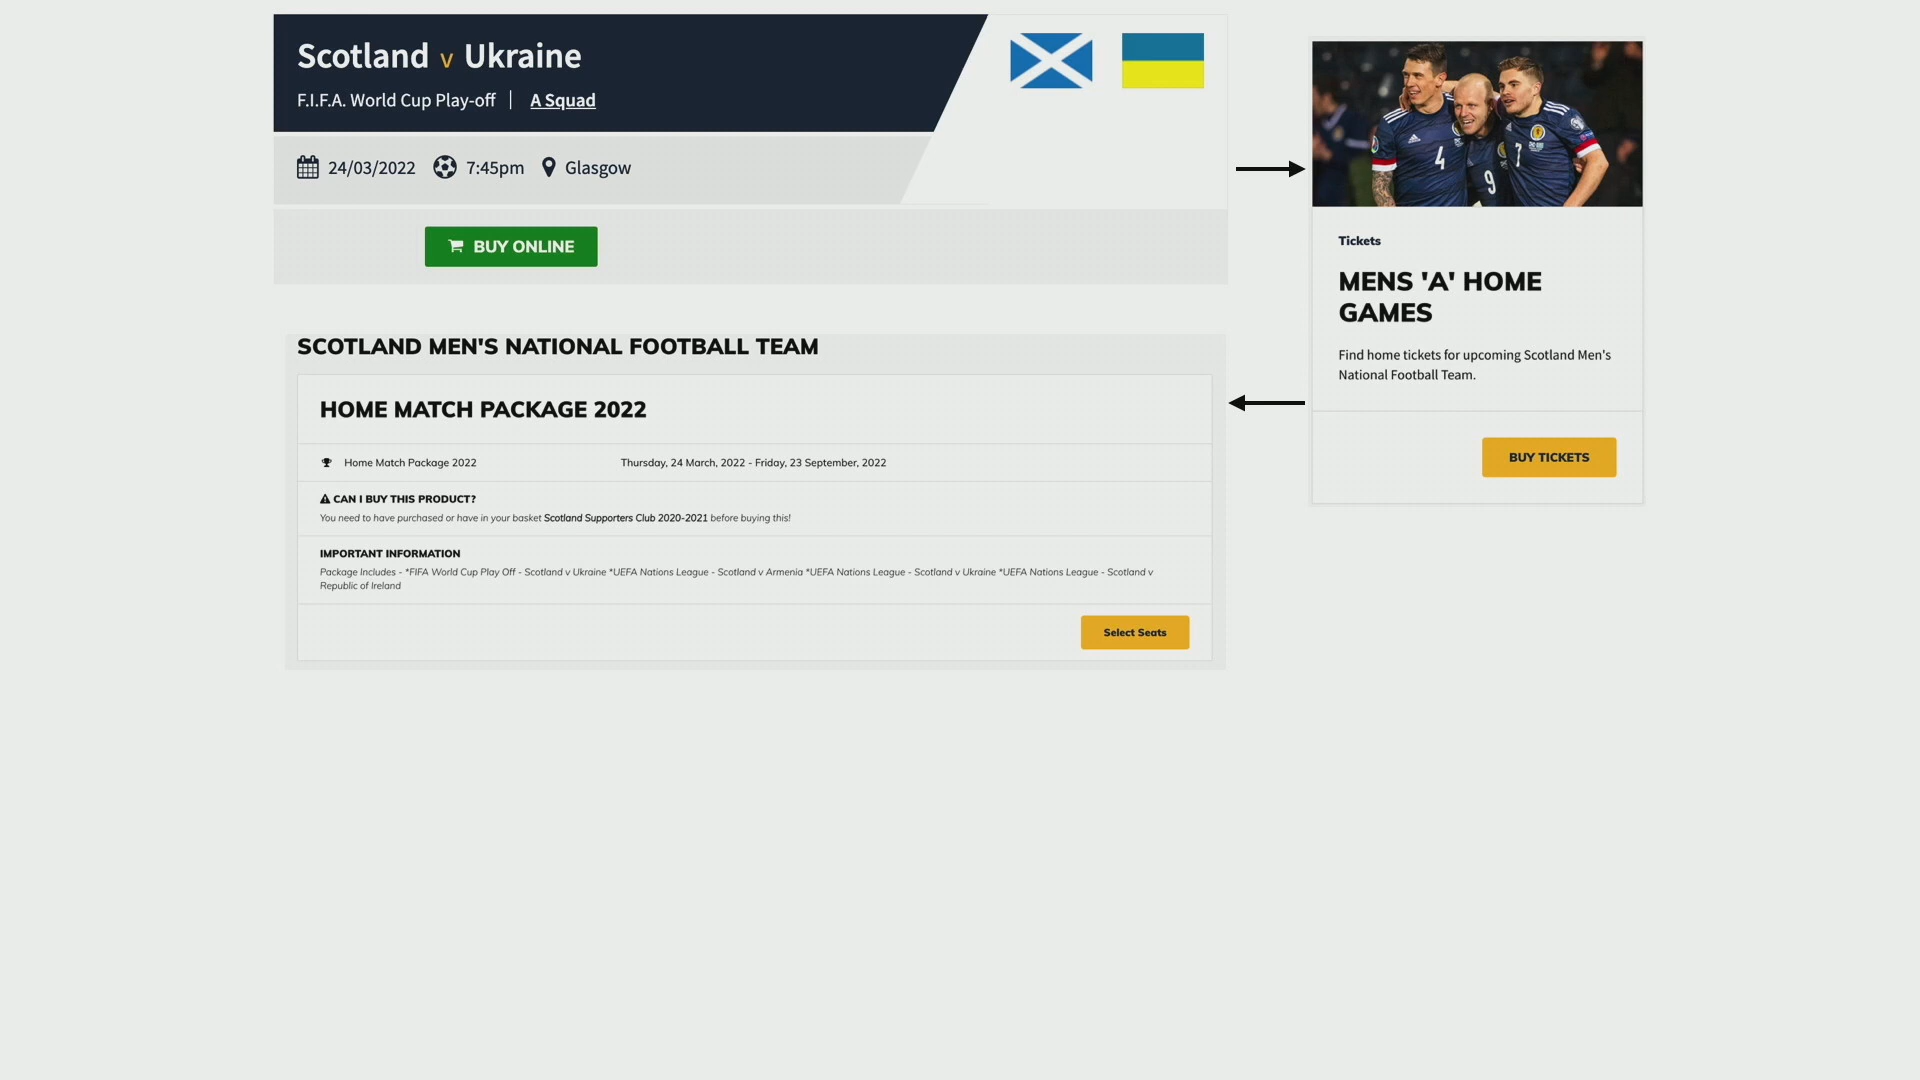 Scotland v Ukraine
F.I.F.A. World Cup Play-off | A Squad
24/03/2022 7:45pm Glasgow
BUY ONLINE
4
9
7
Tickets
MENS 'A' HOME
GAMES
Find home tickets for upcoming Scotland Men's
National Football Team.
BUY TICKETS
SCOTLAND MEN'S NATIONAL FOOTBALL TEAM
HOME MATCH PACKAGE 2022
Home Match Package 2022 Thursday, 24 March, 2022 - Friday, 23 September, 2022
CAN I BUY THIS PRODUCT?
You need to have purchased or have in your basket Scotland Supporters Club 2020-2021 before buying this!
IMPORTANT INFORMATION
Package Includes - *FIFA World Cup Play Off - Scotland v Ukraine *UEFA Nations League - Scotland v Armenia *UEFA Nations League - Scotland v Ukraine *UEFA Nations League - Scotland v
Republic of Ireland
Select Seats